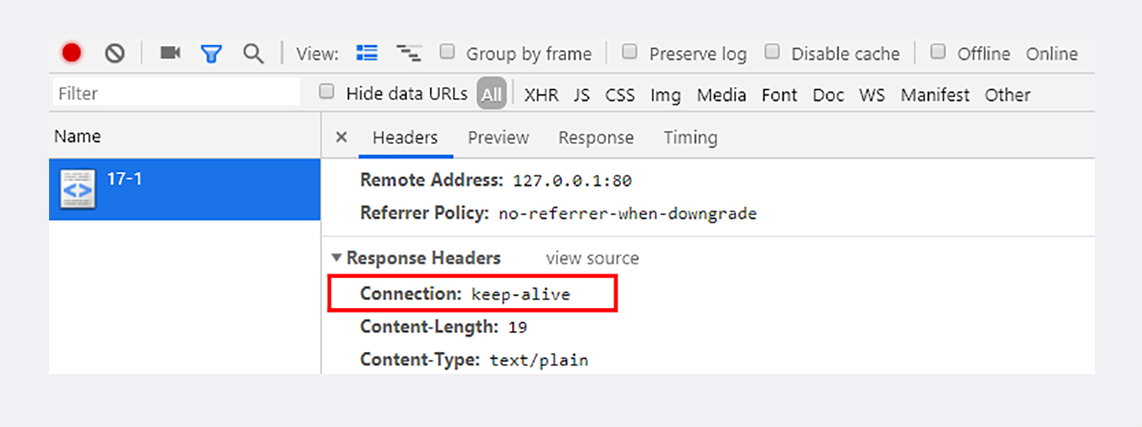 View: Group by frame Preserve log Disable cache Offline Online
Filter Hide data URLs All XHR JS CSS Img Media Font Doc WS Manifest Other
Name × Headers Preview Response Timing
17-1
Remote Address: 127.0.0.1:80
Referrer Policy: no-referrer-when-downgrade
▼ Response Headers view source
Connection: keep-alive
Content-Length: 19
Content-Type: text/plain